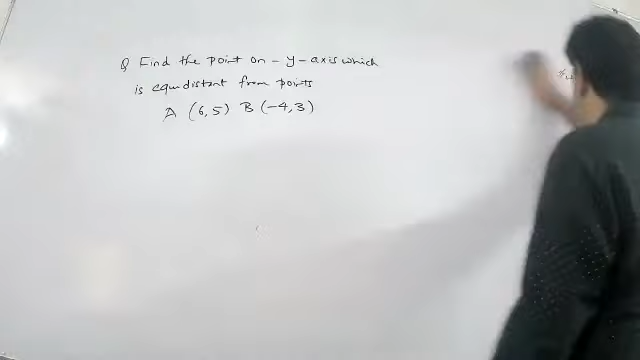 Q Find the point on - y - axis which
is equidistant from points
A (6,5) B (-4,3)